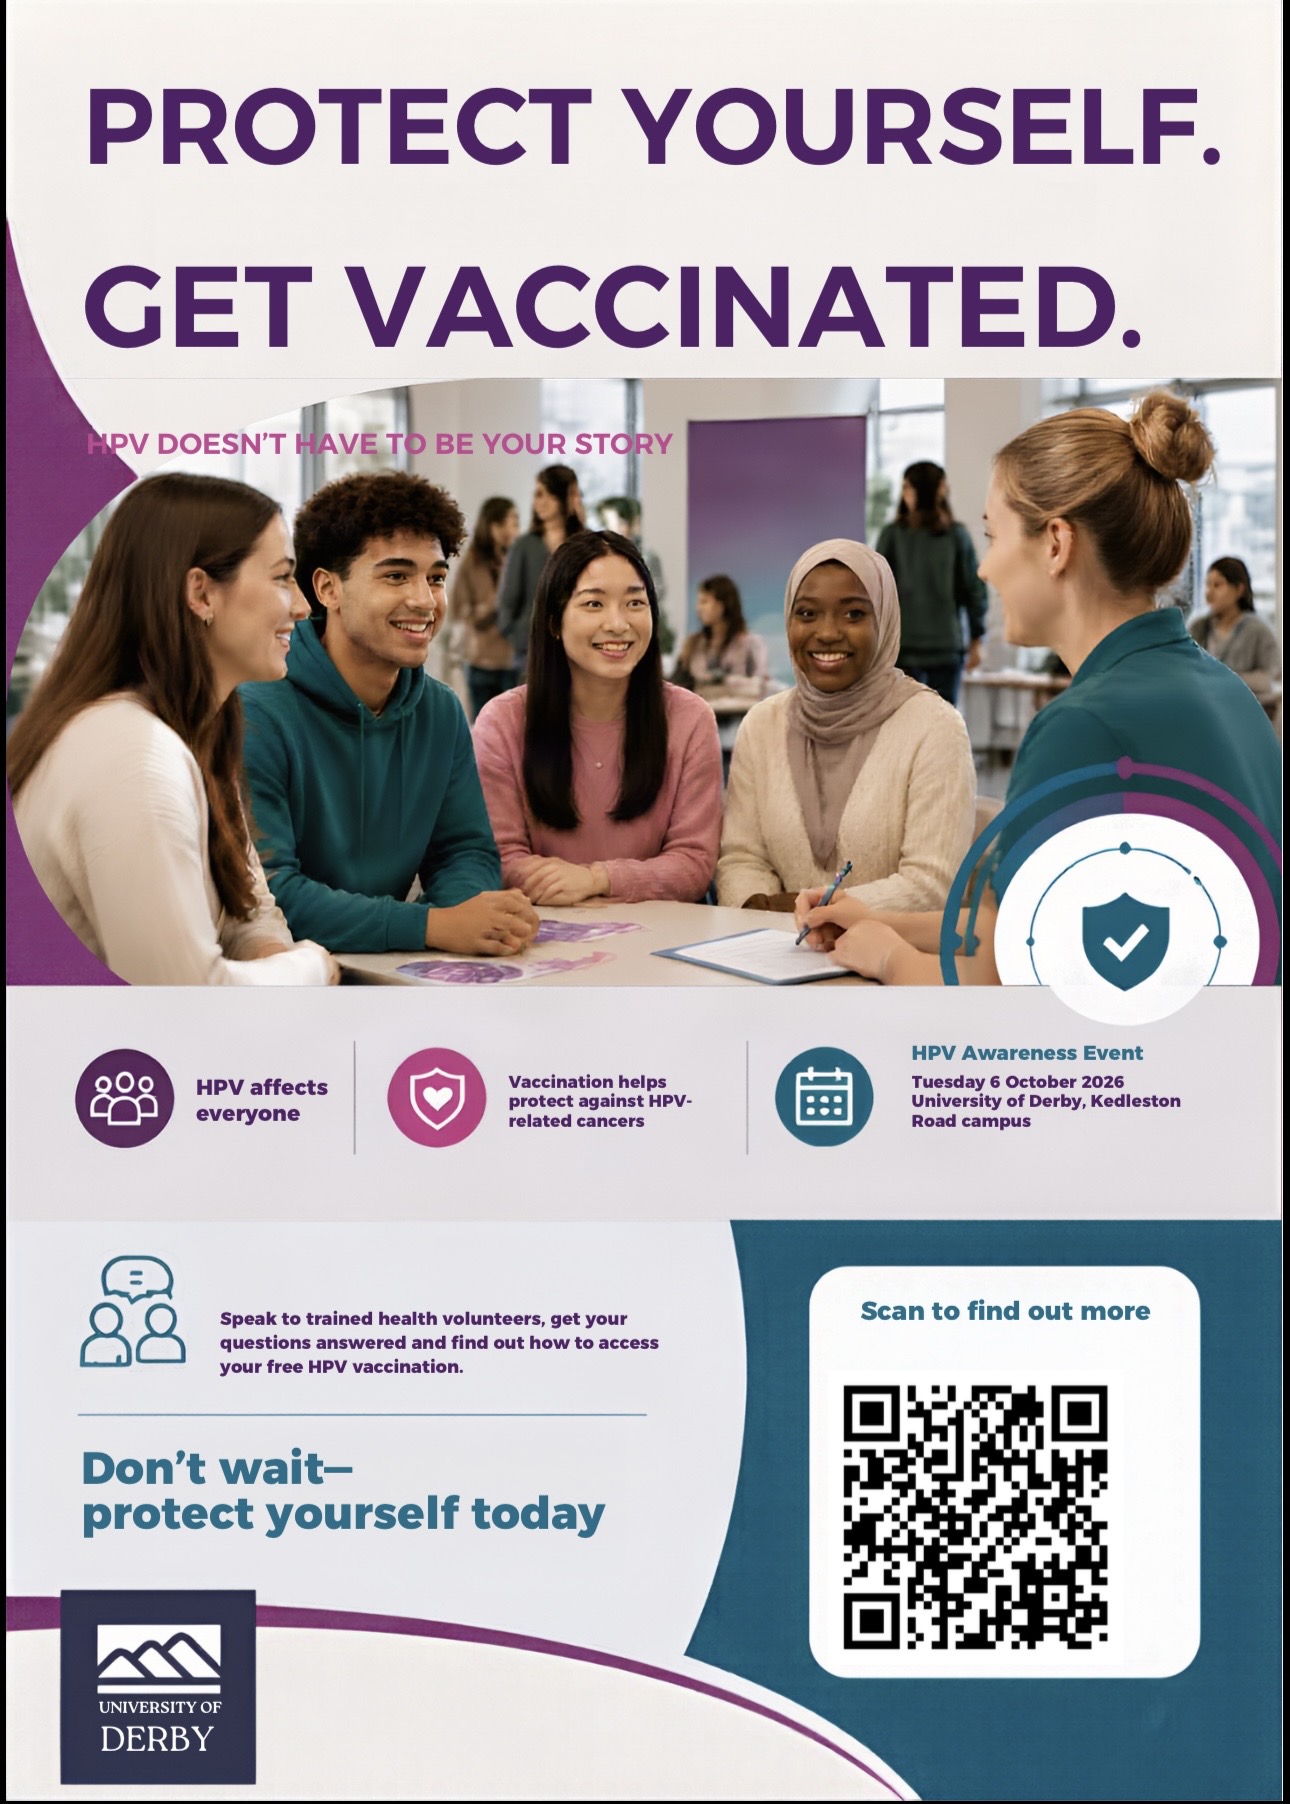 PROTECT YOURSELF.
GET VACCINATED.
HPV DOESN'T HAVE TO BE YOUR STORY
HPV affects
everyone
Vaccination helps
protect against HPV-
related cancers
HPV Awareness Event
Tuesday 6 October 2026
University of Derby, Kedleston
Road campus
Speak to trained health volunteers, get your
questions answered and find out how to access
your free HPV vaccination.
Don't wait—
protect yourself today
Scan to find out more
UNIVERSITY OF
DERBY